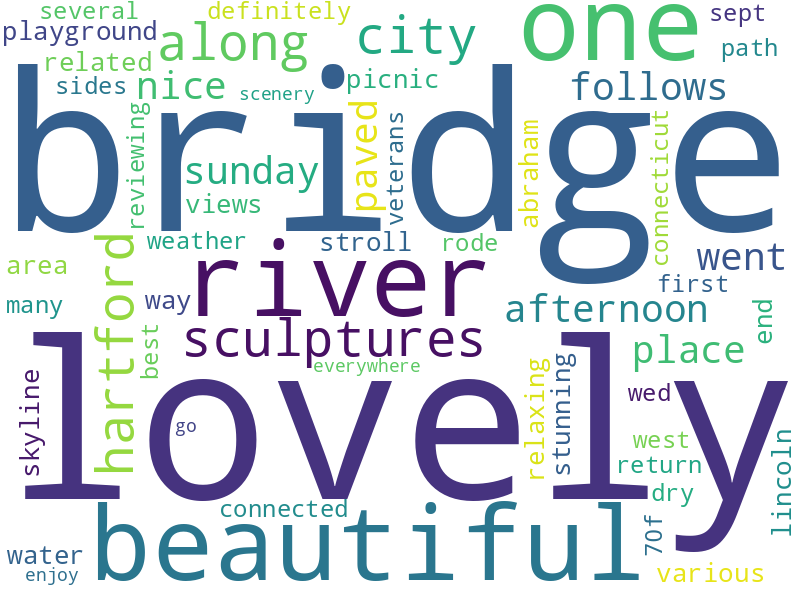 several
definitely
one
sept
playground
along
city
path
related
sides
nice
scenery
picnic
follows
bridge
reviewing
paved
veterans
abraham
connecticut
sunday
views
weather
stroll
rode
went
area
hartford
river
first
many
way
afternoon
end
best
sculptures
place
everywhere
skyline
lovely
go
relaxing
stunning
wed
west
return
lincoln
dry
connected
beautiful
70f
water
enjoy
various